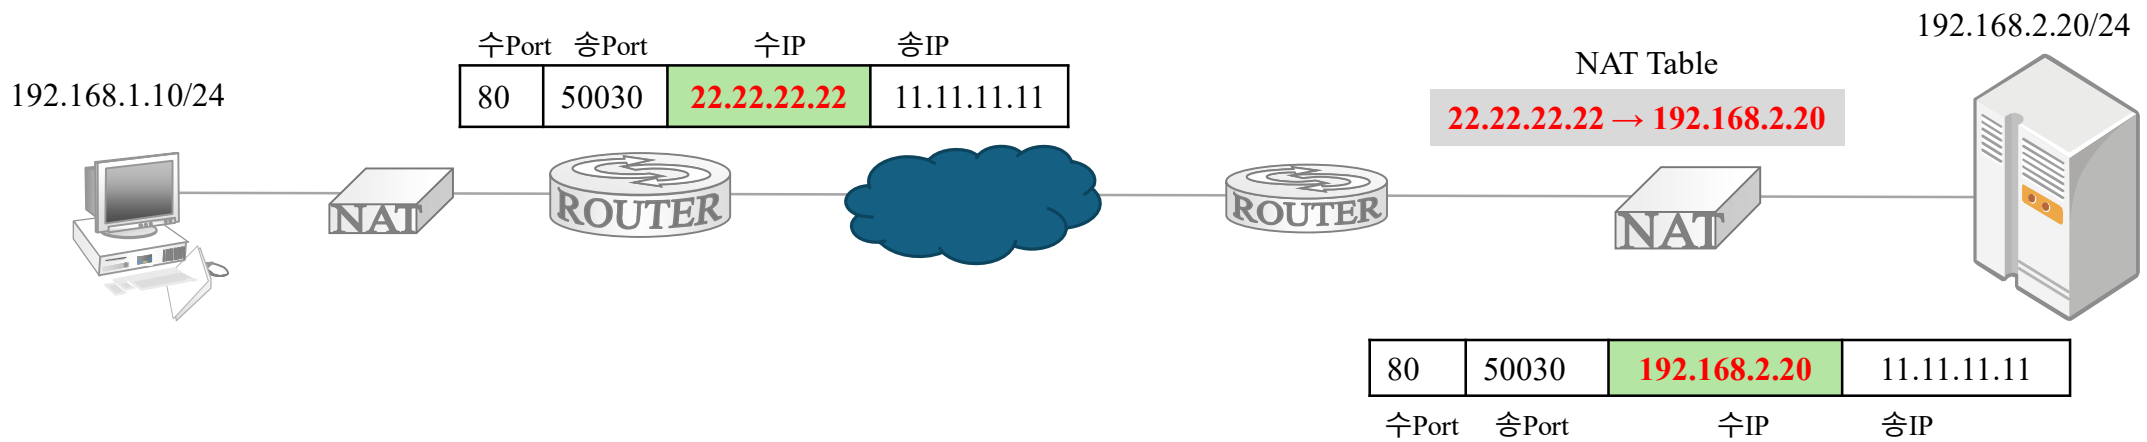 192.168.1.10/24
수Port 송Port 수IP 송IP
80 50030 22.22.22.22 11.11.11.11
NAT
ROUTER
ROUTER
NAT Table
22.22.22.22 → 192.168.2.20
NAT
192.168.2.20/24
80 50030 192.168.2.20 11.11.11.11
수Port 송Port 수IP 송IP